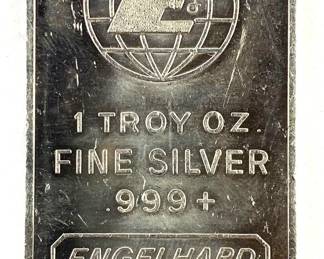 E
1 TROY OZ.
FINE SILVER
.999+
ENGELHARD